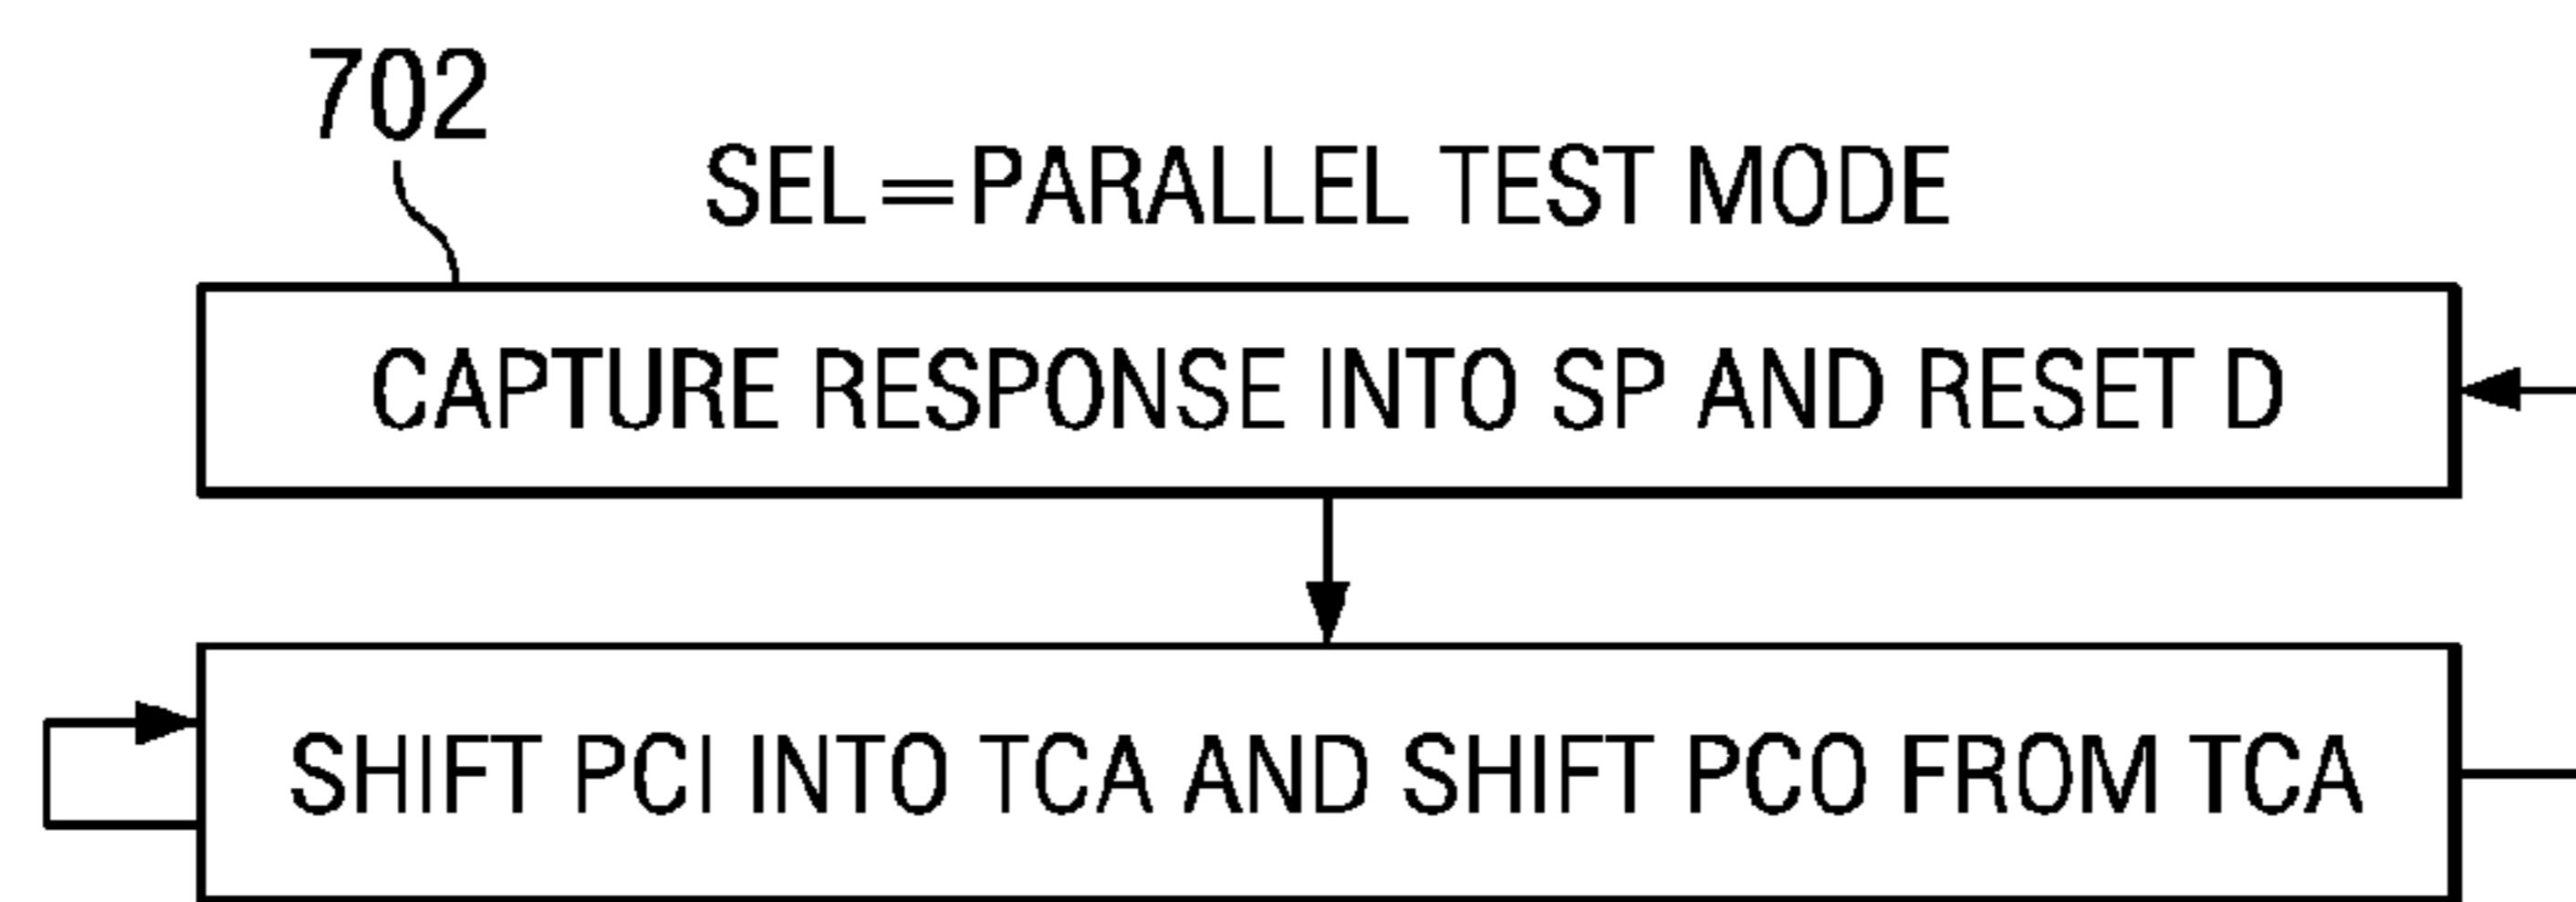 702
SEL=PARALLEL TEST MODE
CAPTURE RESPONSE INTO SP AND RESET D
SHIFT PCI INTO TCA AND SHIFT PCO FROM TCA